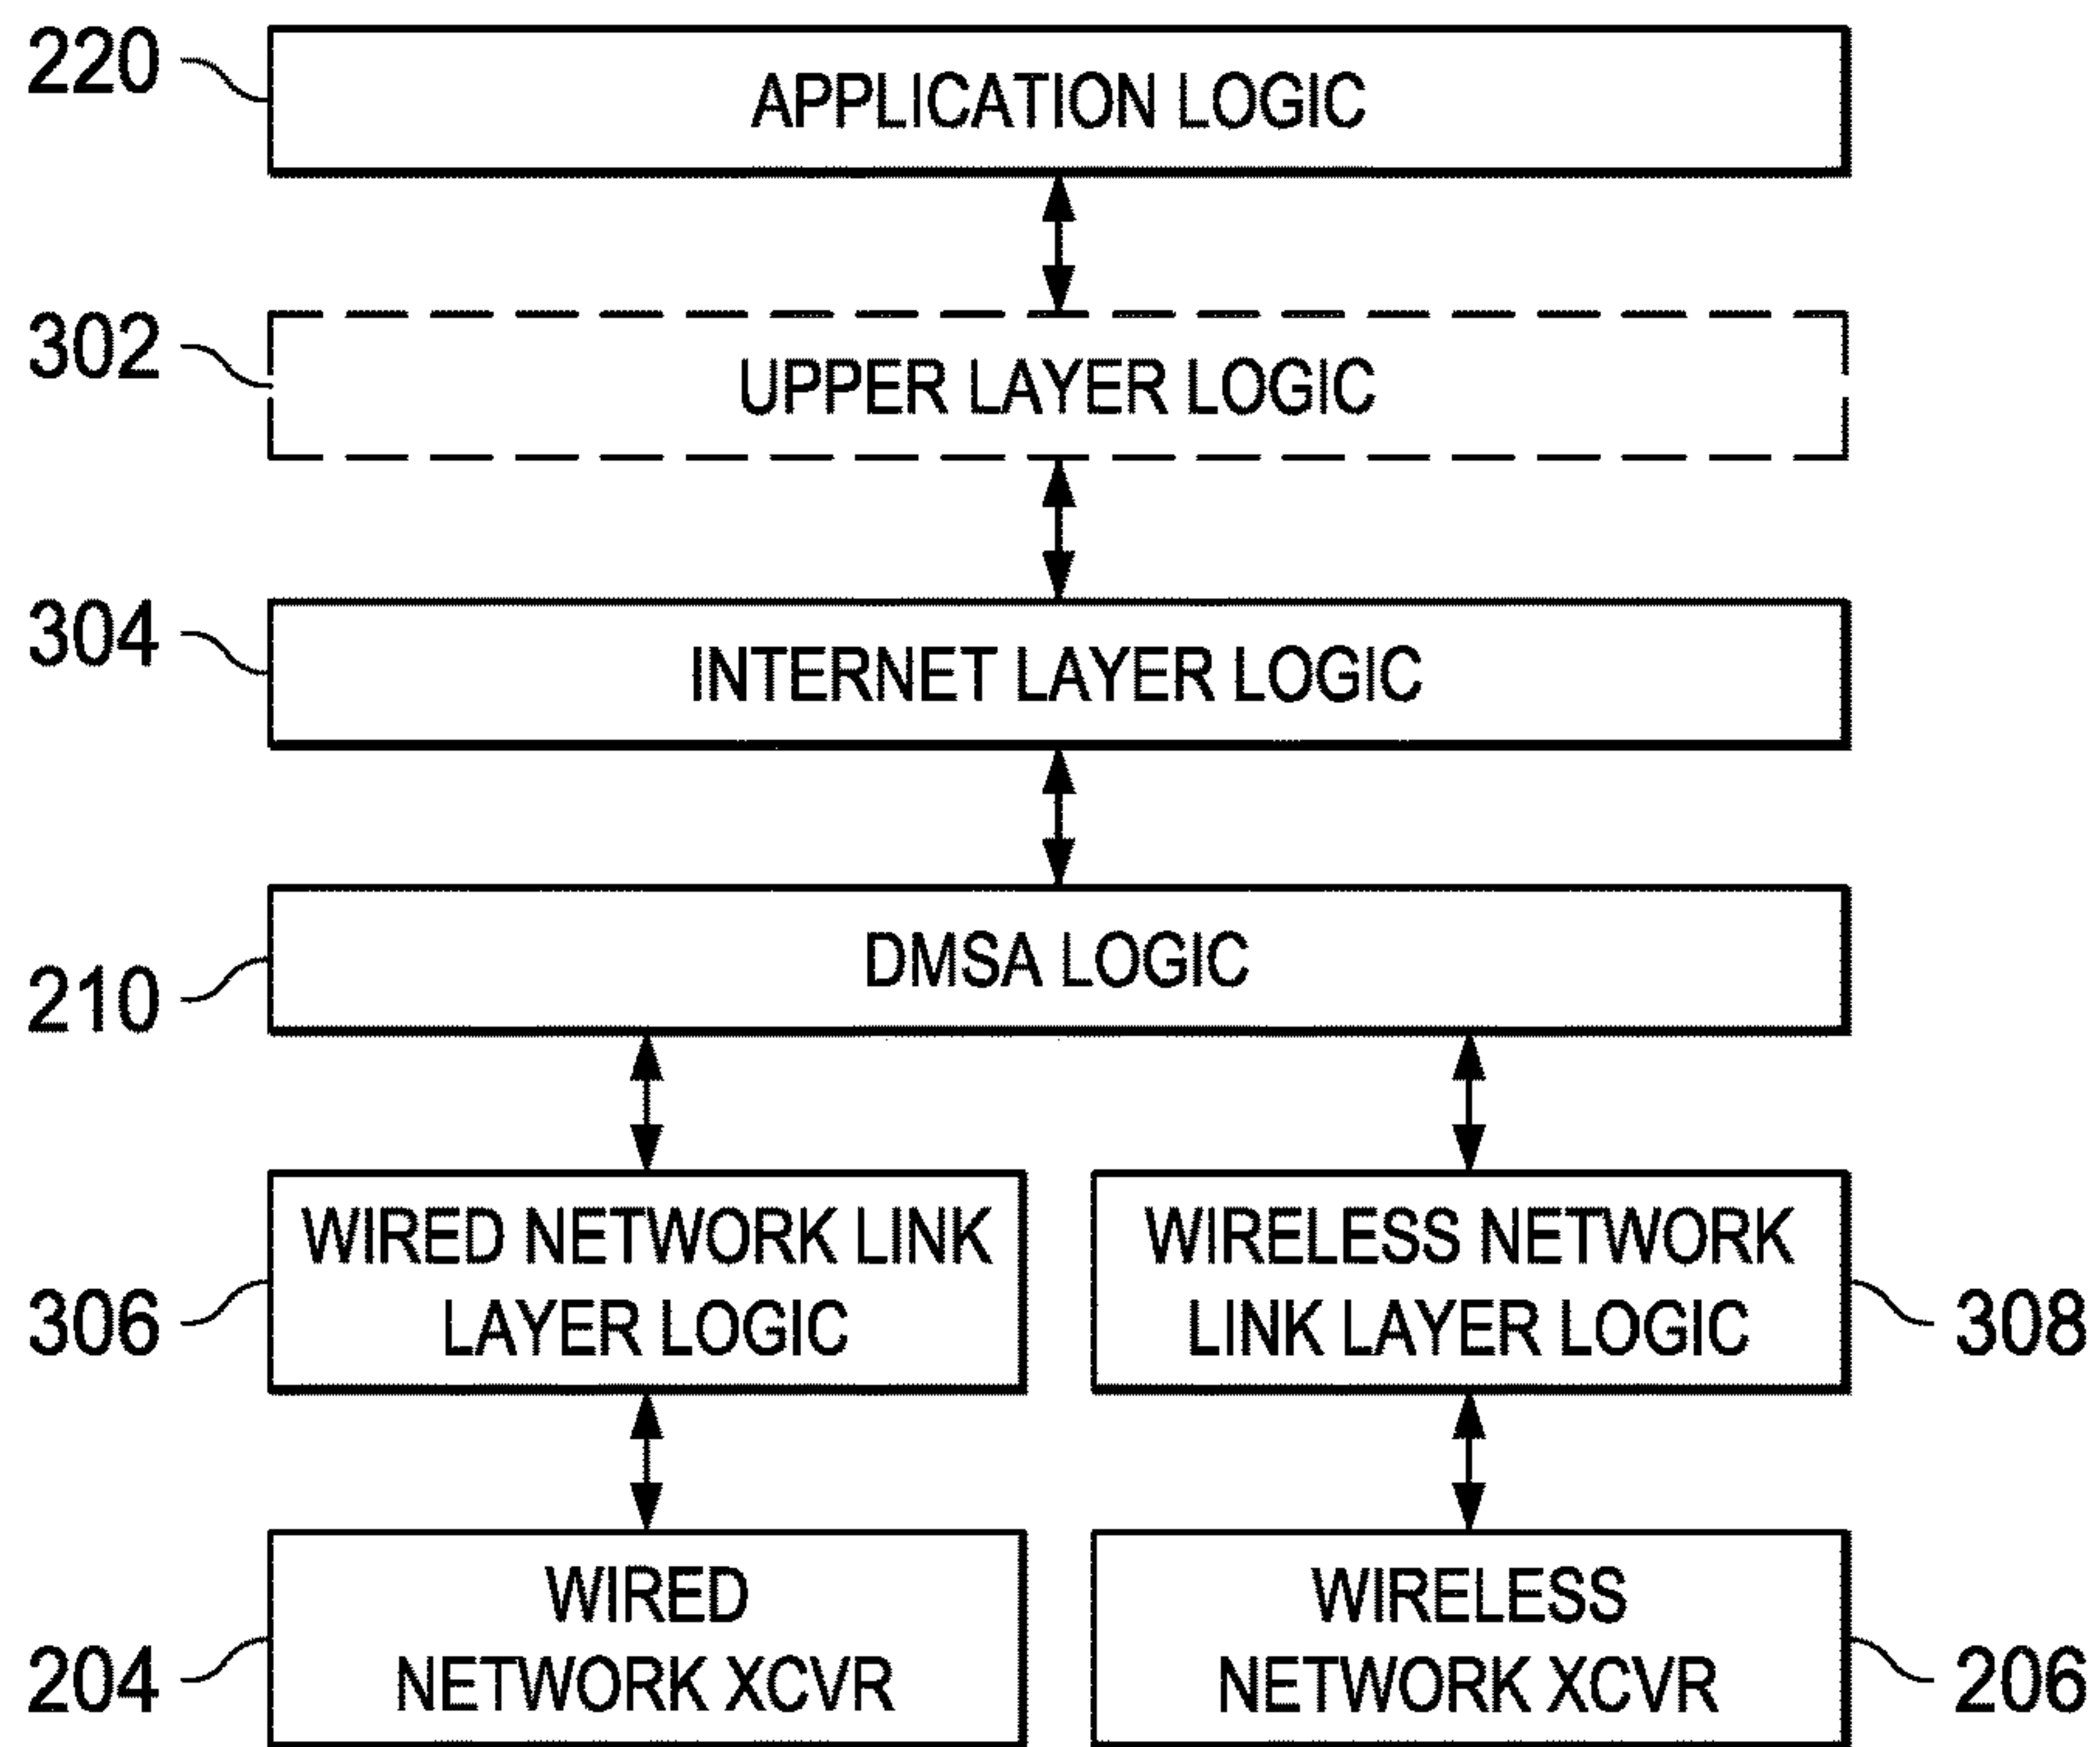 220
APPLICATION LOGIC
302
UPPER LAYER LOGIC
304
INTERNET LAYER LOGIC
210
DMSA LOGIC
306
WIRED NETWORK LINK
LAYER LOGIC
WIRELESS NETWORK
LINK LAYER LOGIC
308
204
WIRED
NETWORK XCVR
WIRELESS
NETWORK XCVR
206